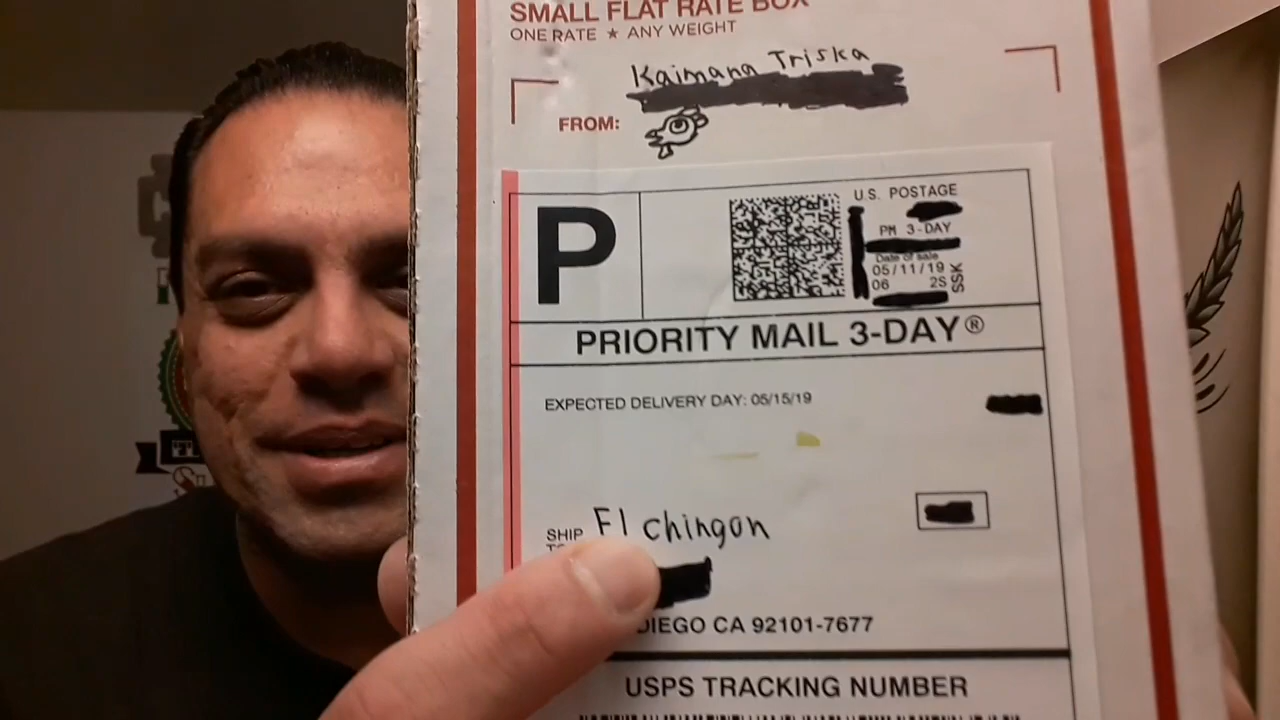 SMALL FLAT RATE BOX
ONE RATE ★ ANY WEIGHT
Kaimana Triska
FROM:
P
U.S. POSTAGE
PM 3-DAY
Date of sale
05/11/19
06 2S
SSK
PRIORITY MAIL 3-DAY®
EXPECTED DELIVERY DAY: 05/15/19
SHIP
El chingon
DIEGO CA 92101-7677
USPS TRACKING NUMBER